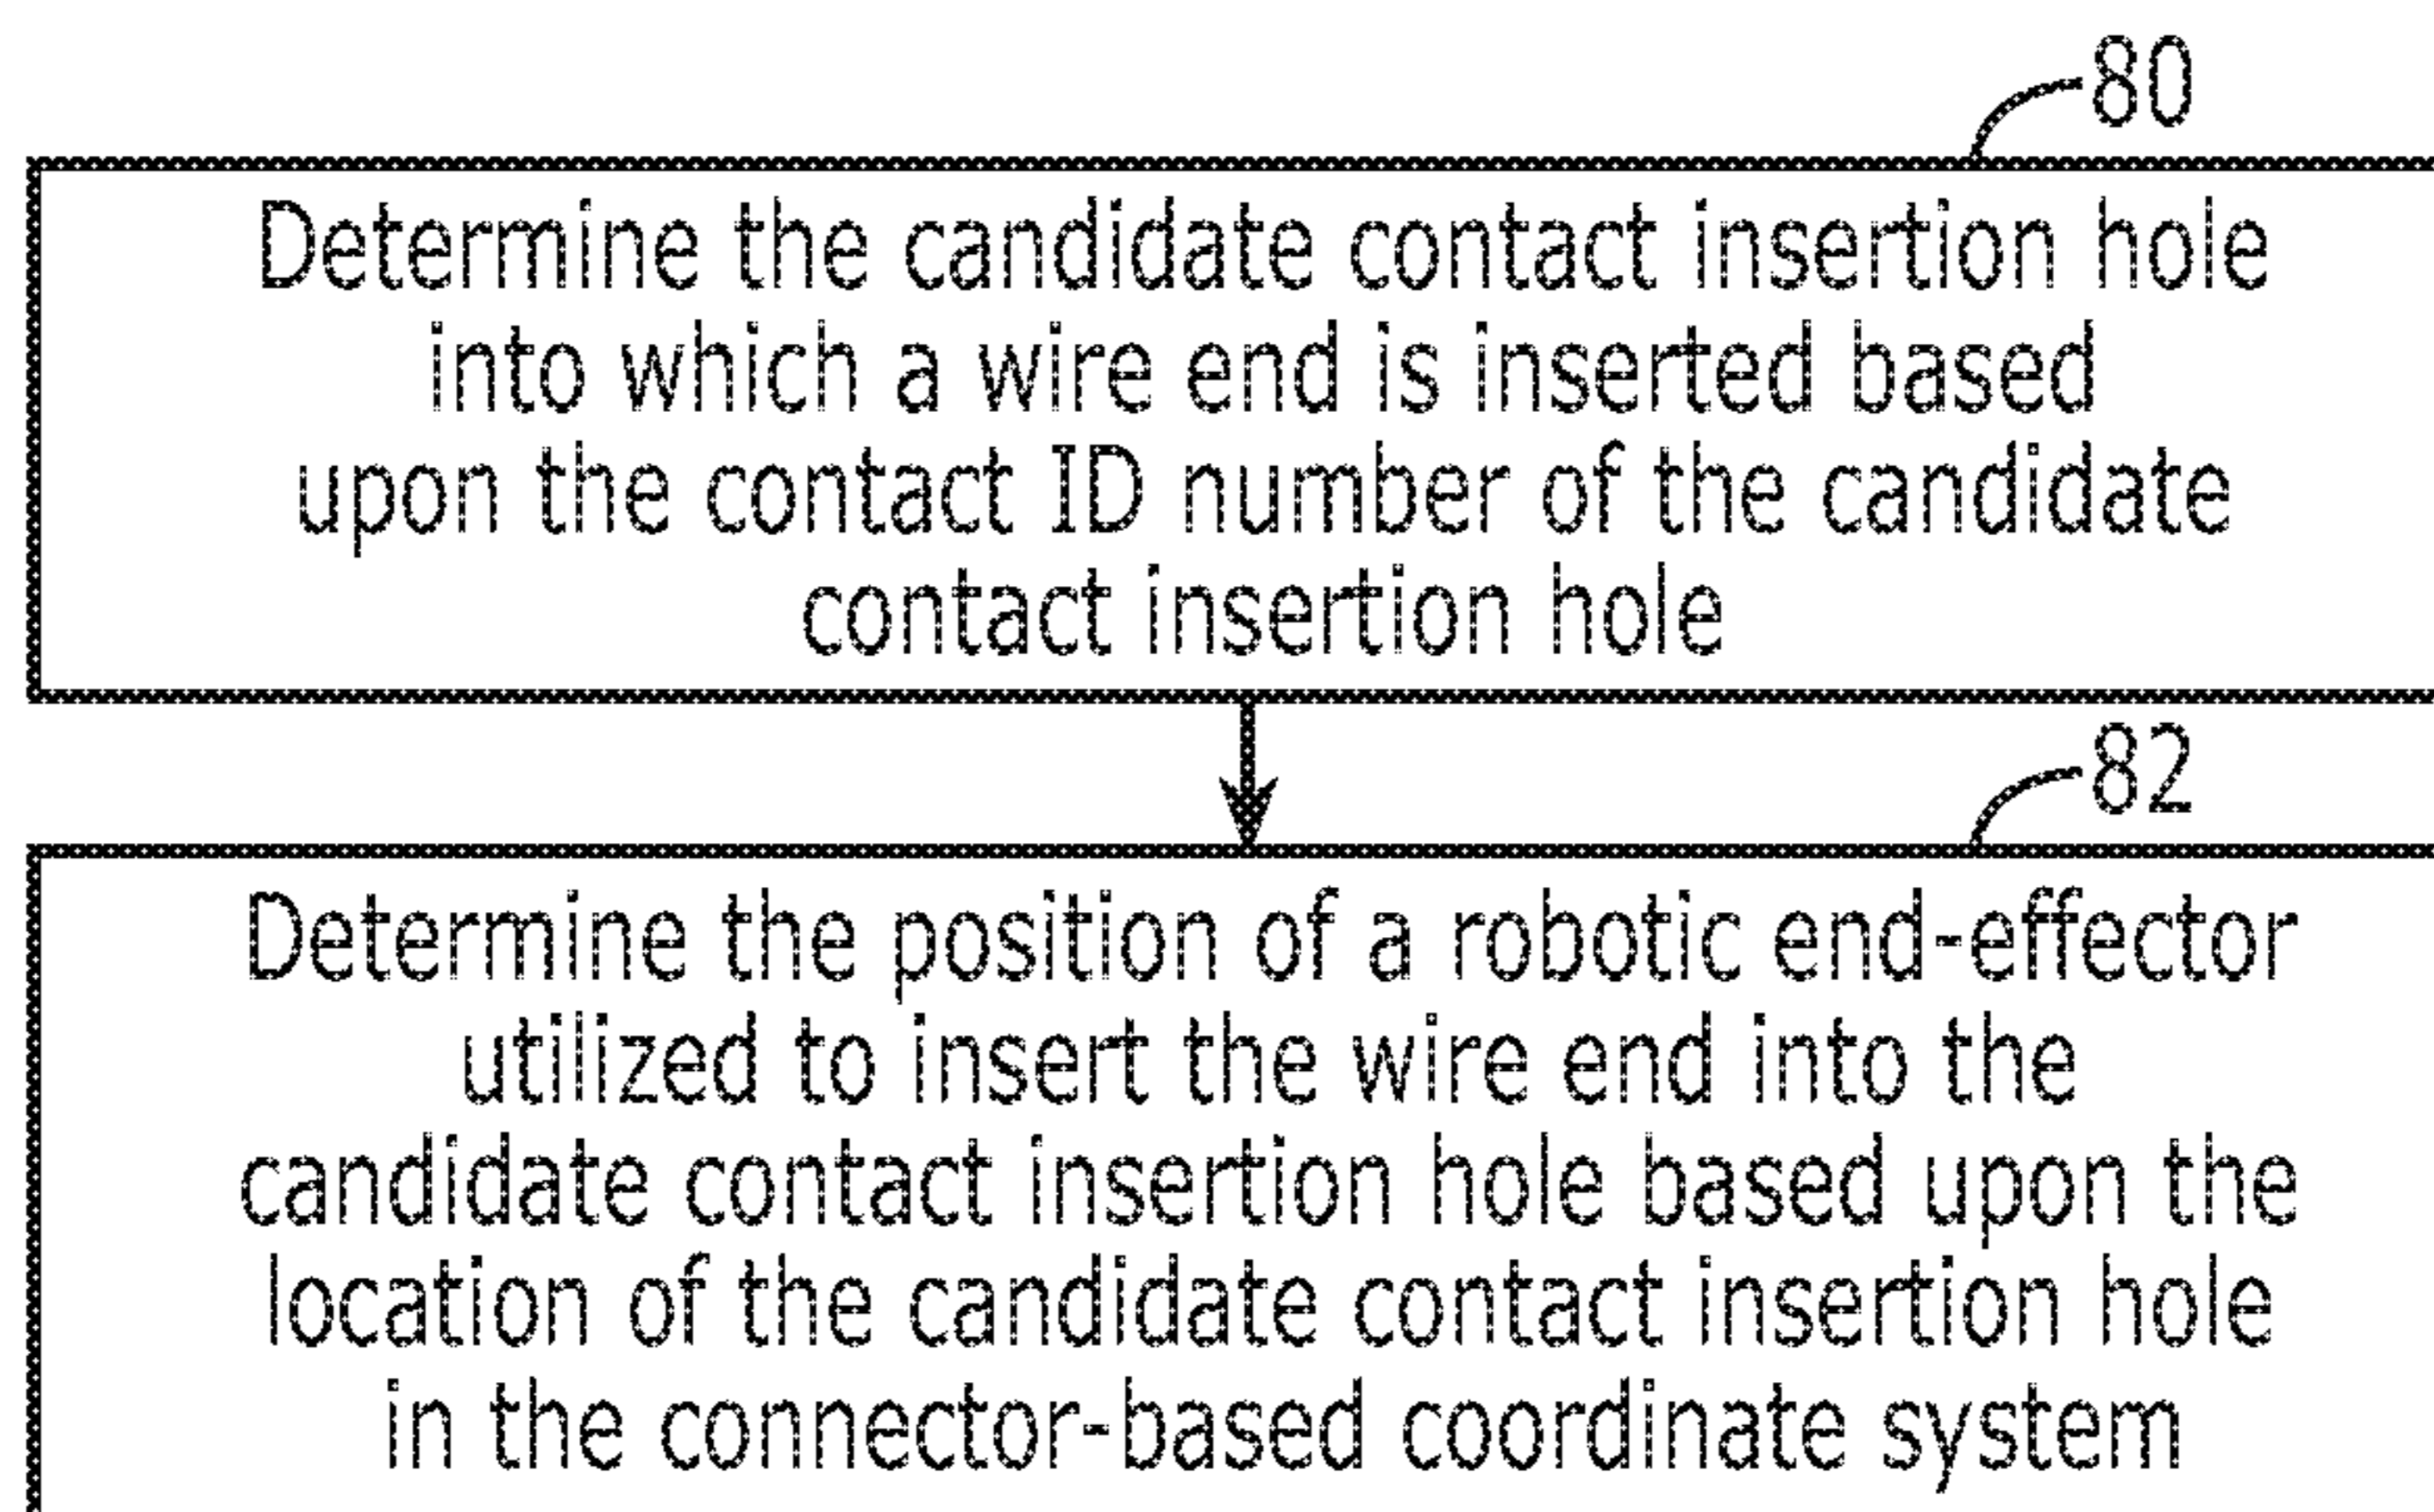 80
Determine the candidate contact insertion hole
into which a wire end is inserted based
upon the contact ID number of the candidate
contact insertion hole
82
Determine the position of a robotic end-effector
utilized to insert the wire end into the
candidate contact insertion hole based upon the
location of the candidate contact insertion hole
in the connector-based coordinate system